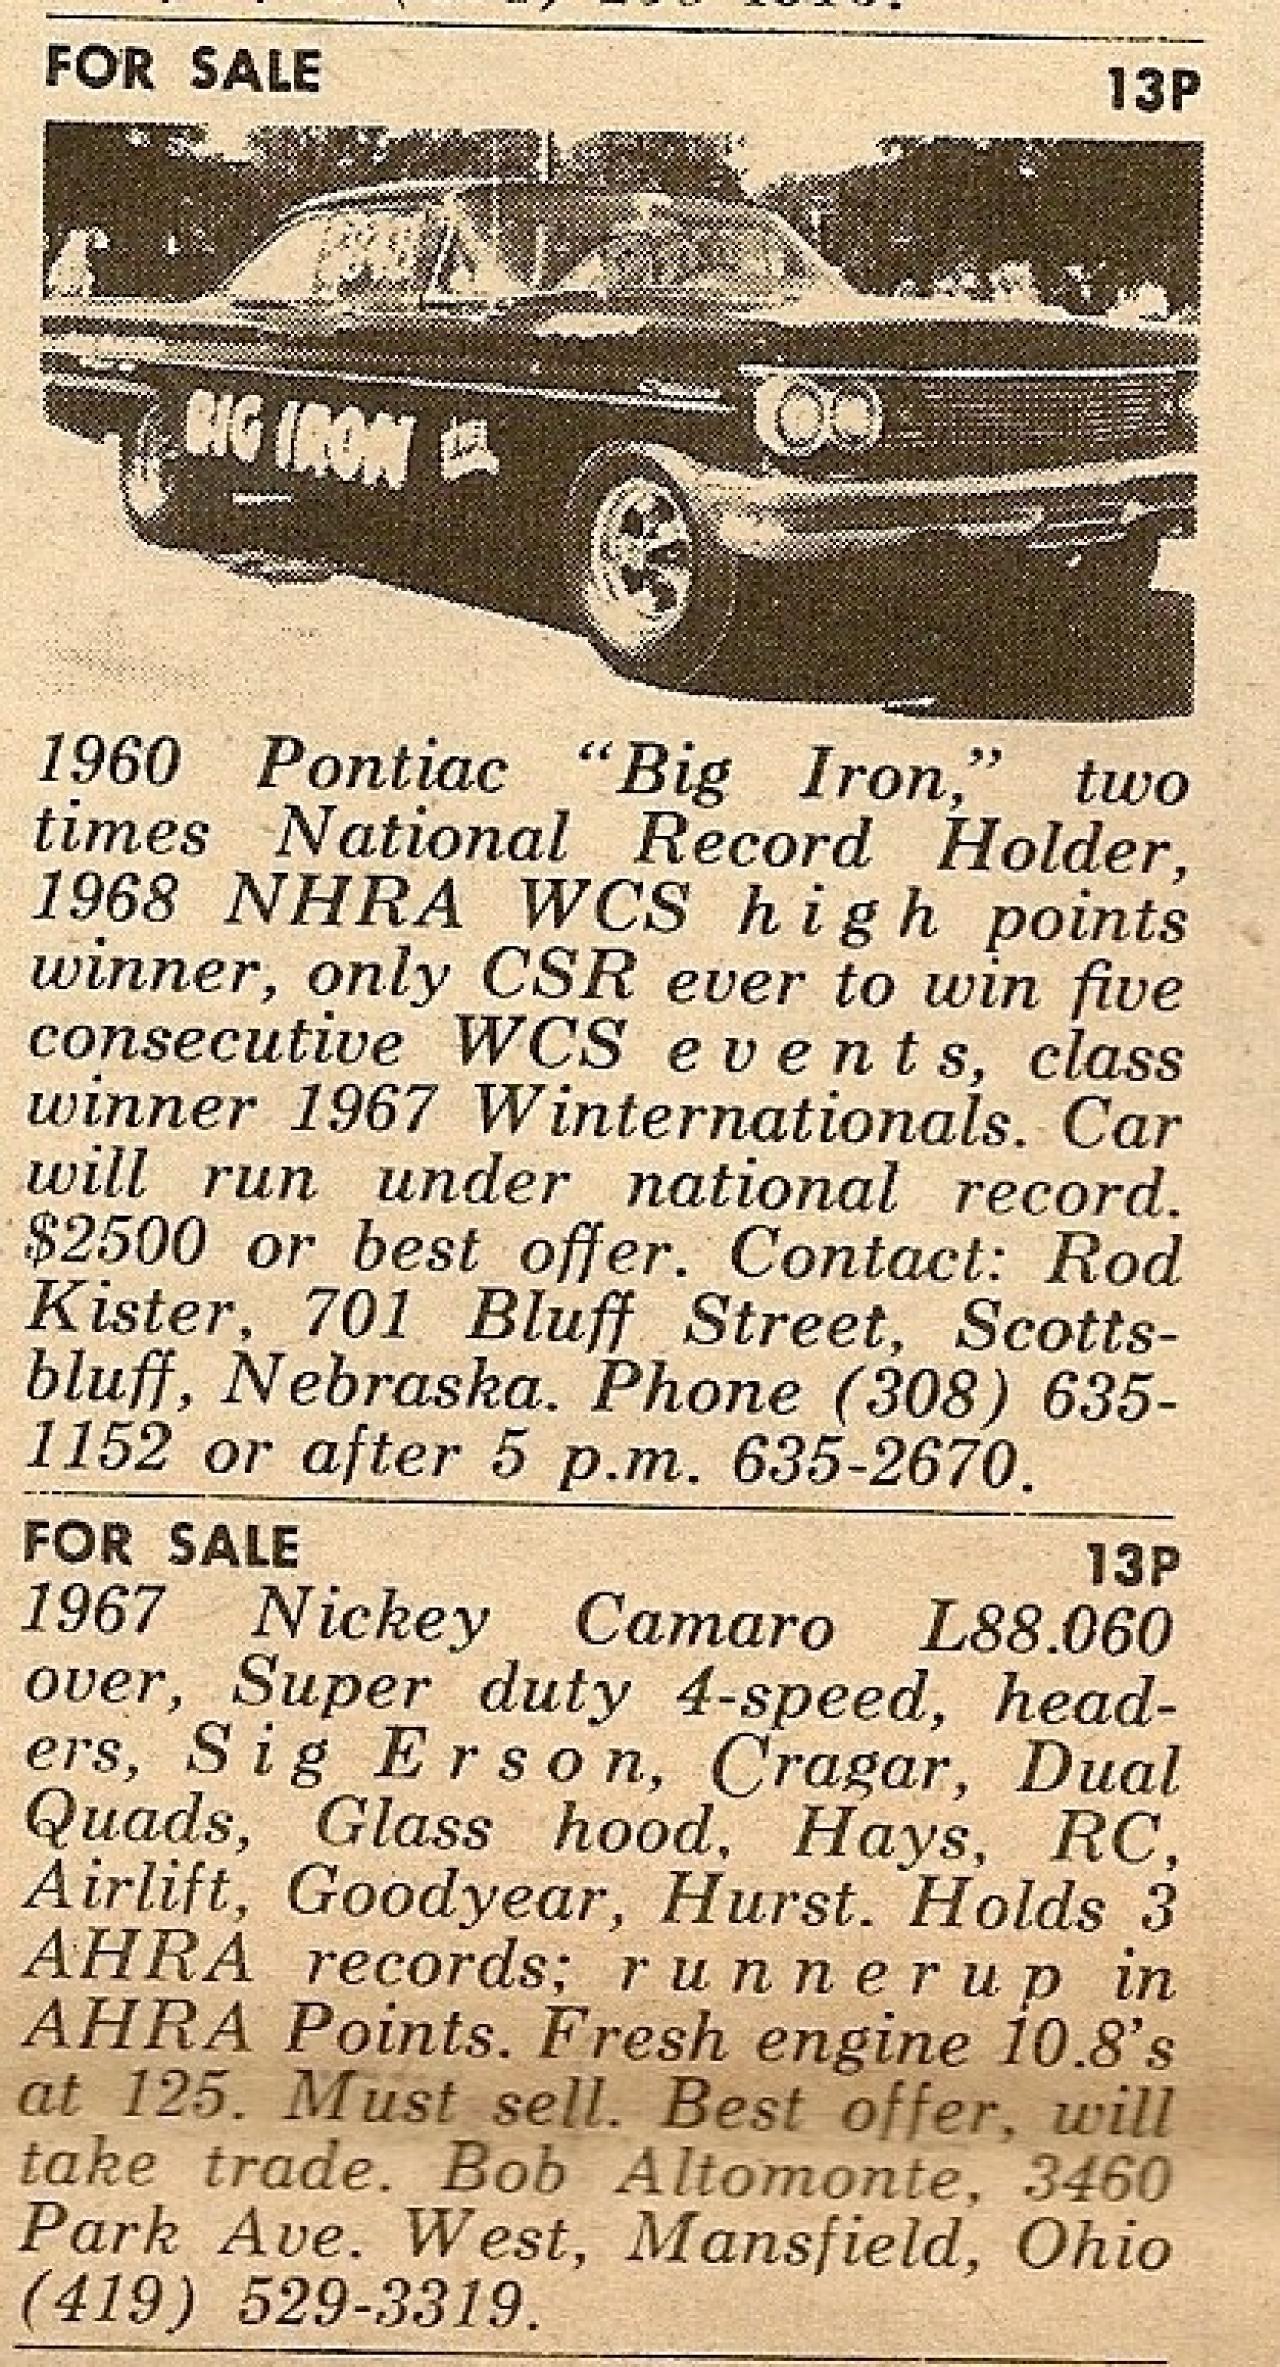 FOR SALE 13P
BIG IRON
1960 Pontiac “Big Iron,” two
times National Record Holder,
1968 NHRA WCS high points
winner, only CSR ever to win five
consecutive WCS events, class
winner 1967 Winternationals. Car
will run under national record.
$2500 or best offer. Contact: Rod
Kister, 701 Bluff Street, Scotts-
bluff, Nebraska. Phone (308) 635-
1152 or after 5 p.m. 635-2670.
FOR SALE 13P
1967 Nickey Camaro L88.060
over, Super duty 4-speed, head-
ers, Sig Erson, Cragar, Dual
Quads, Glass hood, Hays, RC,
Airlift, Goodyear, Hurst. Holds 3
AHRA records; runnerup in
AHRA Points. Fresh engine 10.8’s
at 125. Must sell. Best offer, will
take trade. Bob Altomonte, 3460
Park Ave. West, Mansfield, Ohio
(419) 529-3319.